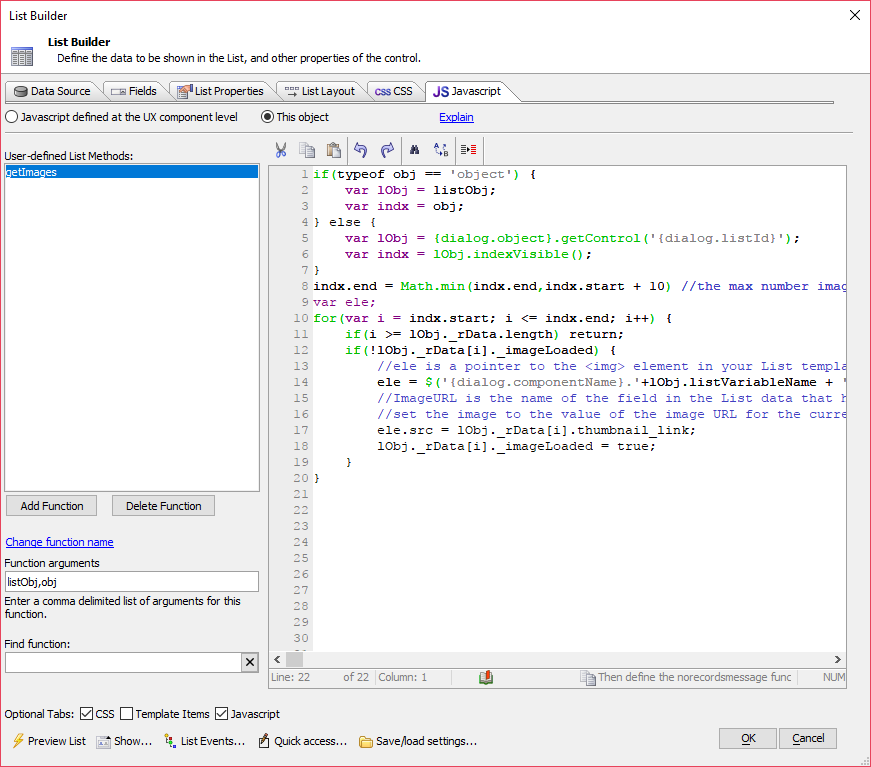 List Builder
List Builder
Define the data to be shown in the List, and other properties of the control.
Data Source Fields List Properties List Layout css CSS JS Javascript
Javascript defined at the UX component level This object Explain
User-defined List Methods:
getImages
1 if(typeof obj == 'object') {
2 var lObj = listObj;
3 var indx = obj;
4 } else {
5 var lObj = {dialog.object}.getControl('{dialog.listId}');
6 var indx = lObj.indexVisible();
7 }
8 indx.end = Math.min(indx.end,indx.start + 10) //the max number imag
9 var ele;
10 for(var i = indx.start; i <= indx.end; i++) {
11 if(i >= lObj._rData.length) return;
12 if(!lObj._rData[i]._imageLoaded) {
13 //ele is a pointer to the <img> element in your List templa
14 ele = $('{dialog.componentName}.'+lObj.listVariableName + '
15 //ImageURL is the name of the field in the List data that h
16 //set the image to the value of the image URL for the curre
17 ele.src = lObj._rData[i].thumbnail_link;
18 lObj._rData[i]._imageLoaded = true;
19 }
20 }
21
22
23
24
25
26
27
28
29
30
Add Function Delete Function
Change function name
Function arguments
listObj,obj
Enter a comma delimited list of arguments for this
function.
Find function:
Line: 22 of 22 Column: 1 Then define the norecordsmessage func NUM
Optional Tabs: CSS Template Items Javascript
Preview List Show... List Events... Quick access... Save/load settings... OK Cancel